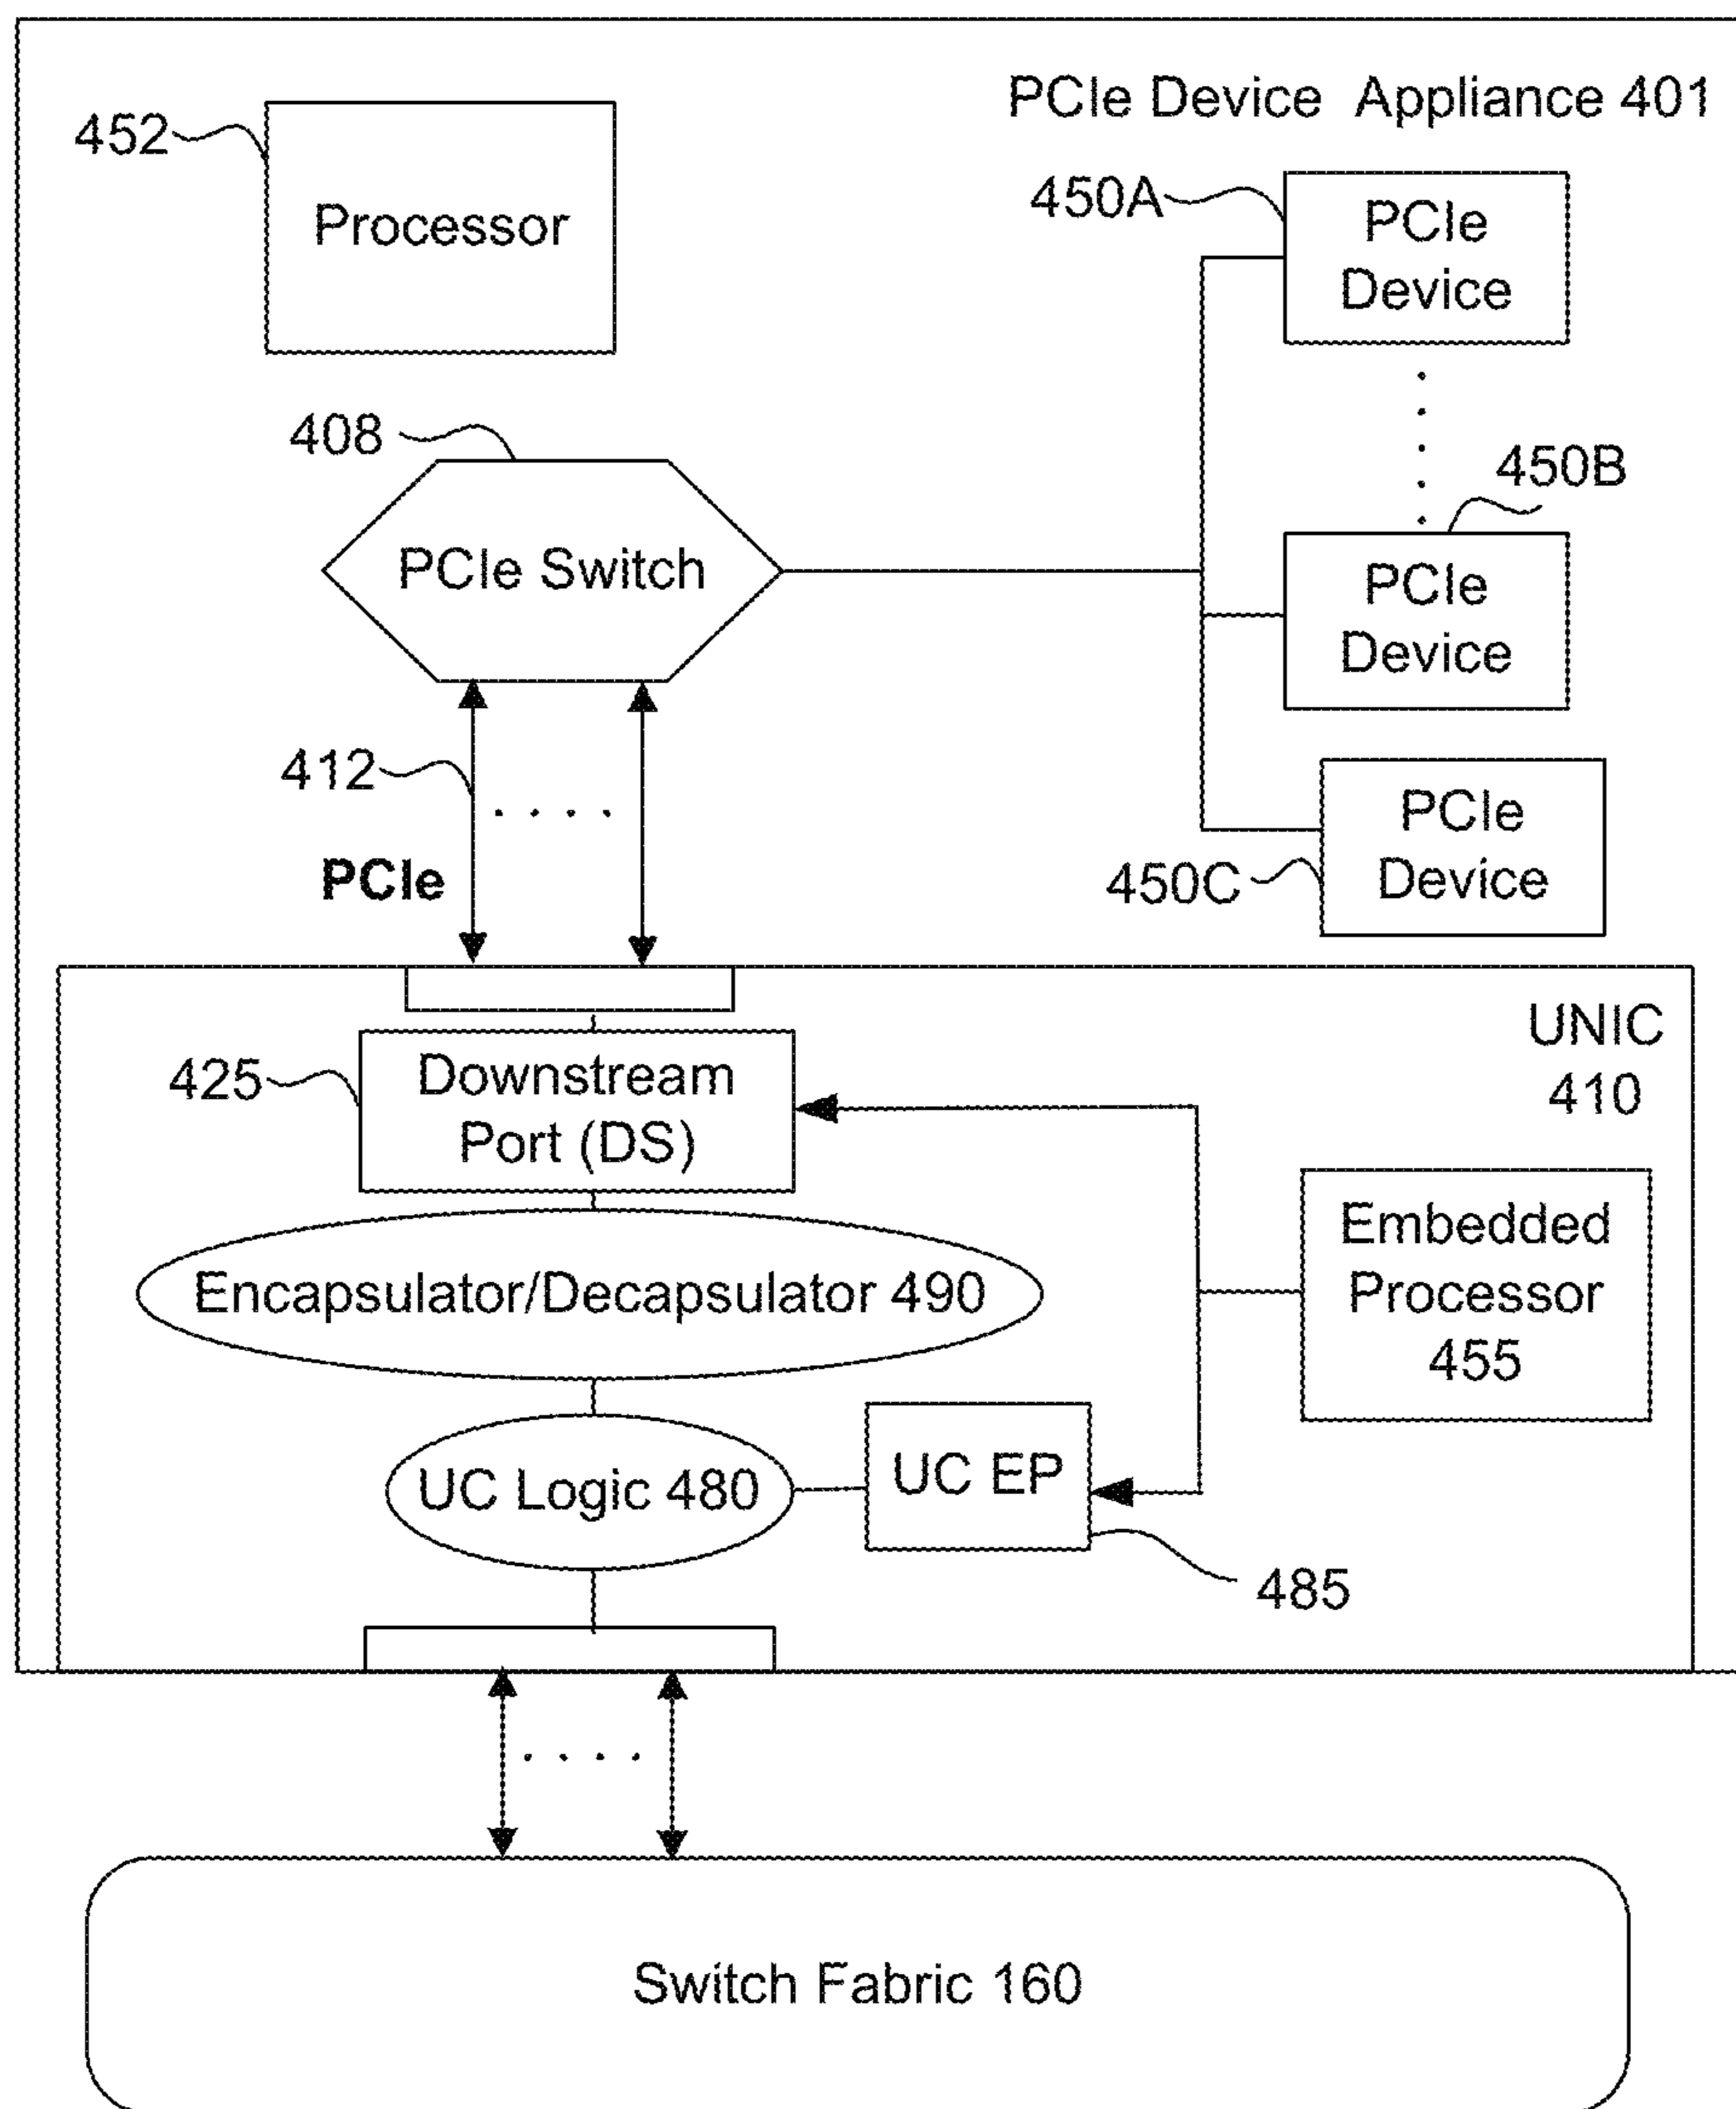 PCIe Device Appliance 401
452
Processor
450A
PCIe
Device
408
PCIe Switch
450B
PCIe
Device
412
PCIe
PCIe
Device
450C
UNIC
410
425
Downstream
Port (DS)
Embedded
Processor
455
Encapsulator/Decapsulator 490
UC Logic 480
UC EP
485
Switch Fabric 160